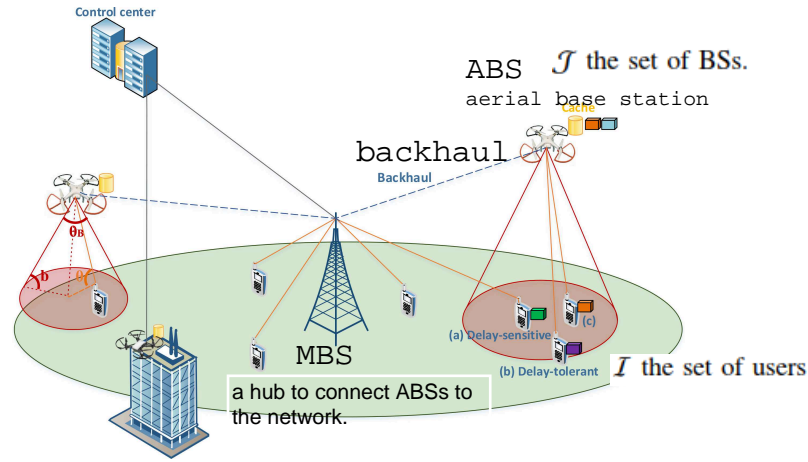 Control center
ABS 𝒥 the set of BSs.
aerial base station
Cache
backhaul
Backhaul
θB
b
θ
(a) Delay-sensitive
(c)
MBS
(b) Delay-tolerant
ℐ the set of users
a hub to connect ABSs to
the network.